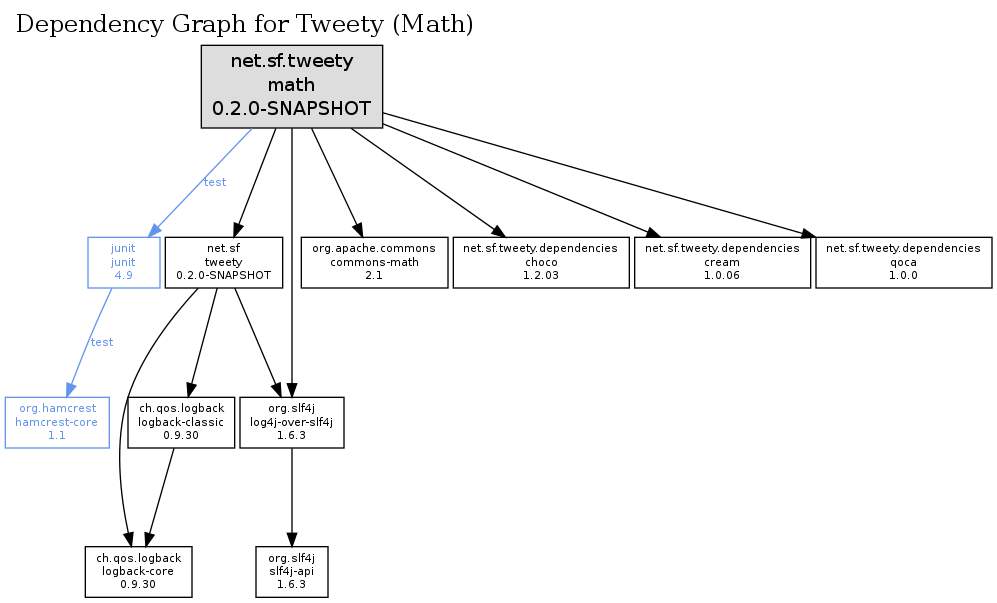 Dependency Graph for Tweety (Math)
net.sf.tweety
math
0.2.0-SNAPSHOT
test
junit
junit
4.9
net.sf
tweety
0.2.0-SNAPSHOT
org.apache.commons
commons-math
2.1
net.sf.tweety.dependencies
choco
1.2.03
net.sf.tweety.dependencies
cream
1.0.06
net.sf.tweety.dependencies
qoca
1.0.0
test
org.hamcrest
hamcrest-core
1.1
ch.qos.logback
logback-classic
0.9.30
org.slf4j
log4j-over-slf4j
1.6.3
ch.qos.logback
logback-core
0.9.30
org.slf4j
slf4j-api
1.6.3